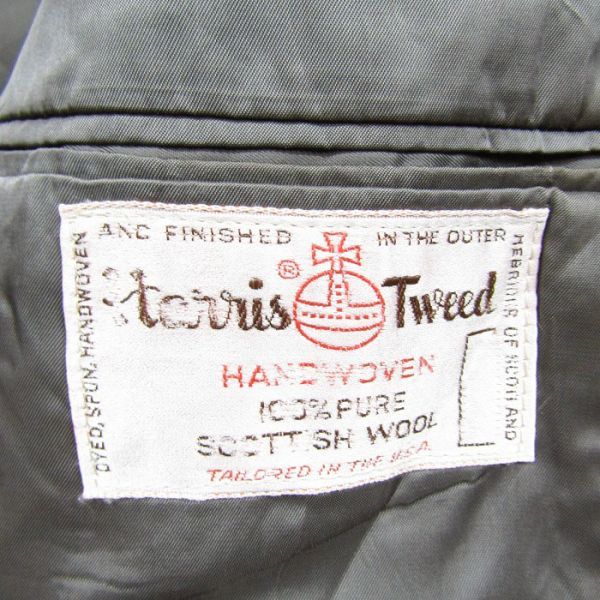 DYED, SPUN, HANDWOVEN
AND FINISHED
IN THE OUTER
HEBRIDES OF SCOTLAND
Harris ® Tweed
HANDWOVEN
100% PURE
SCOTTISH WOOL
TAILORED IN THE U.S.A.